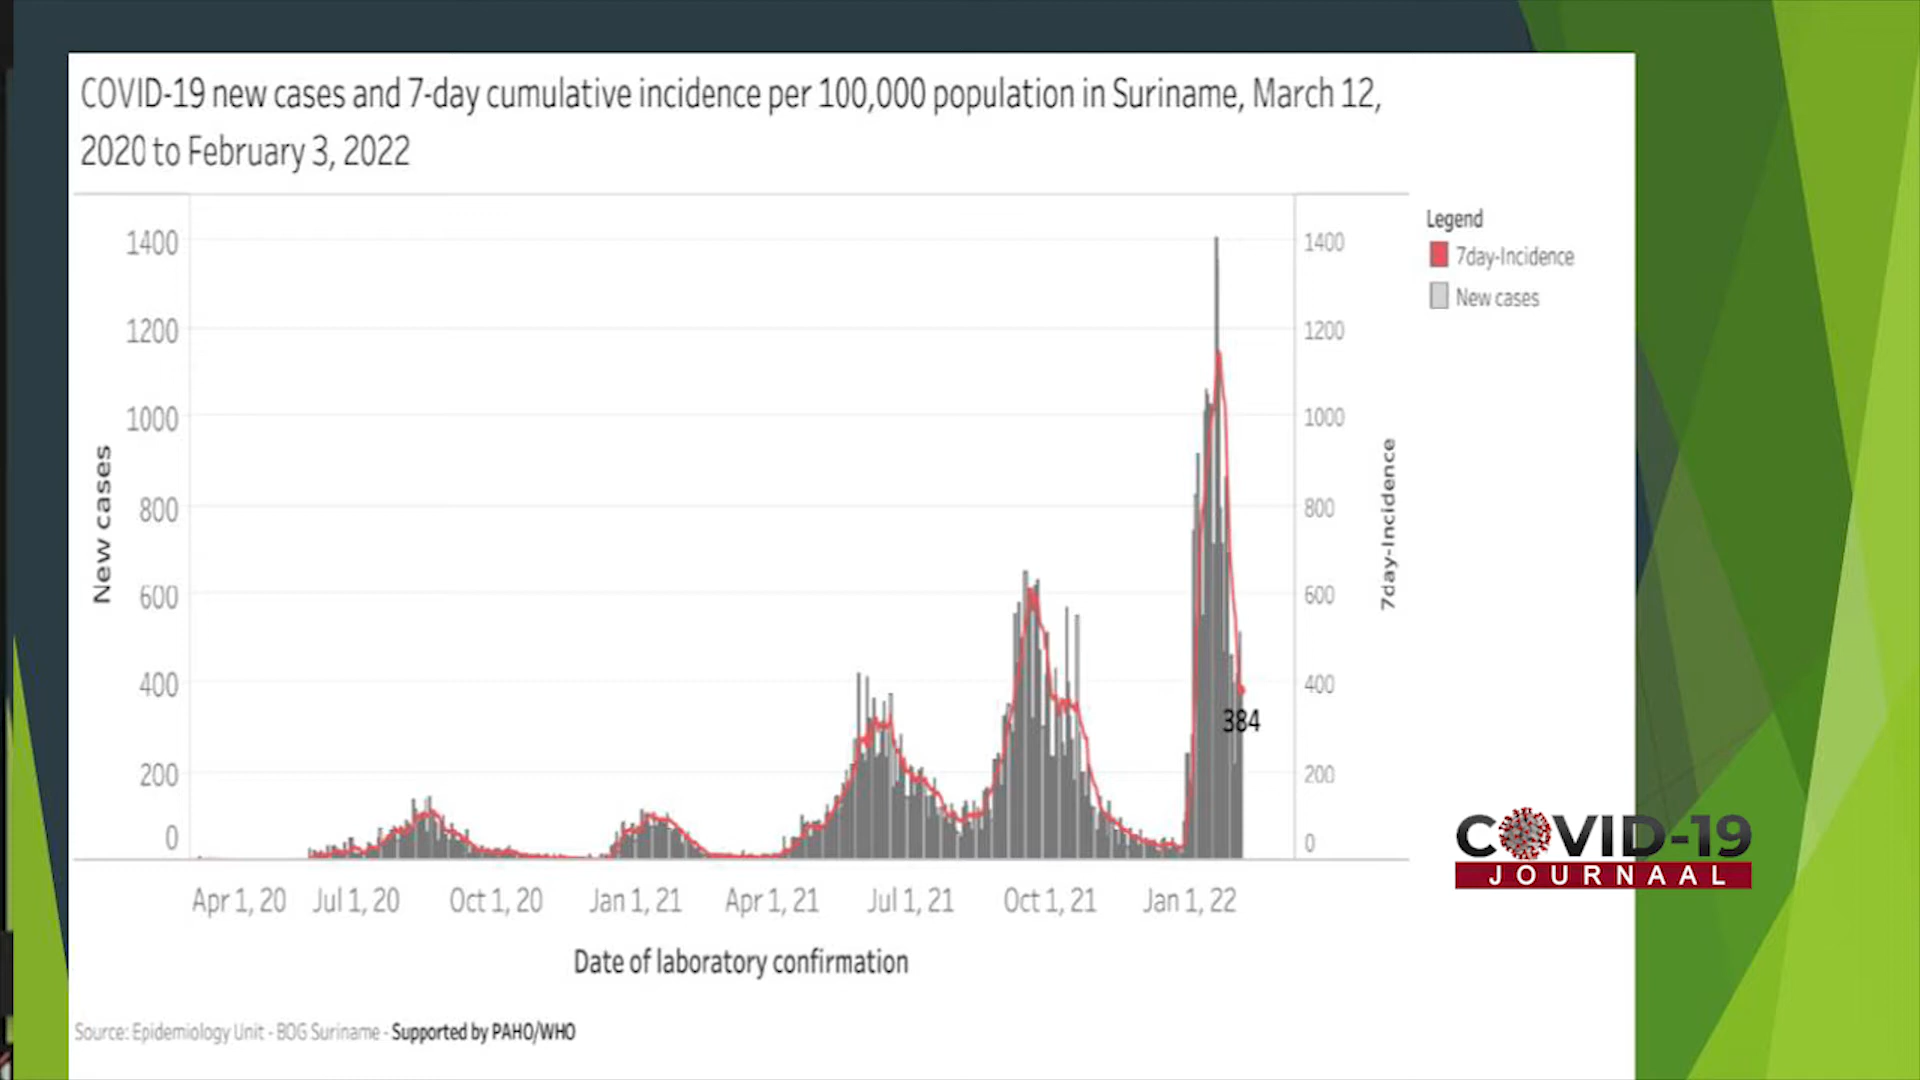 COVID-19 new cases and 7-day cumulative incidence per 100,000 population in Suriname, March 12,
2020 to February 3, 2022
Legend
7day-Incidence
New cases
New cases
1400
1200
1000
800
600
400
200
0
1400
1200
1000
800
600
400
200
0
7day-Incidence
384
Apr 1, 20 Jul 1, 20 Oct 1, 20 Jan 1, 21 Apr 1, 21 Jul 1, 21 Oct 1, 21 Jan 1, 22
Date of laboratory confirmation
COVID-19
JOURNAAL
Source: Epidemiology Unit - BOG Suriname - Supported by PAHO/WHO